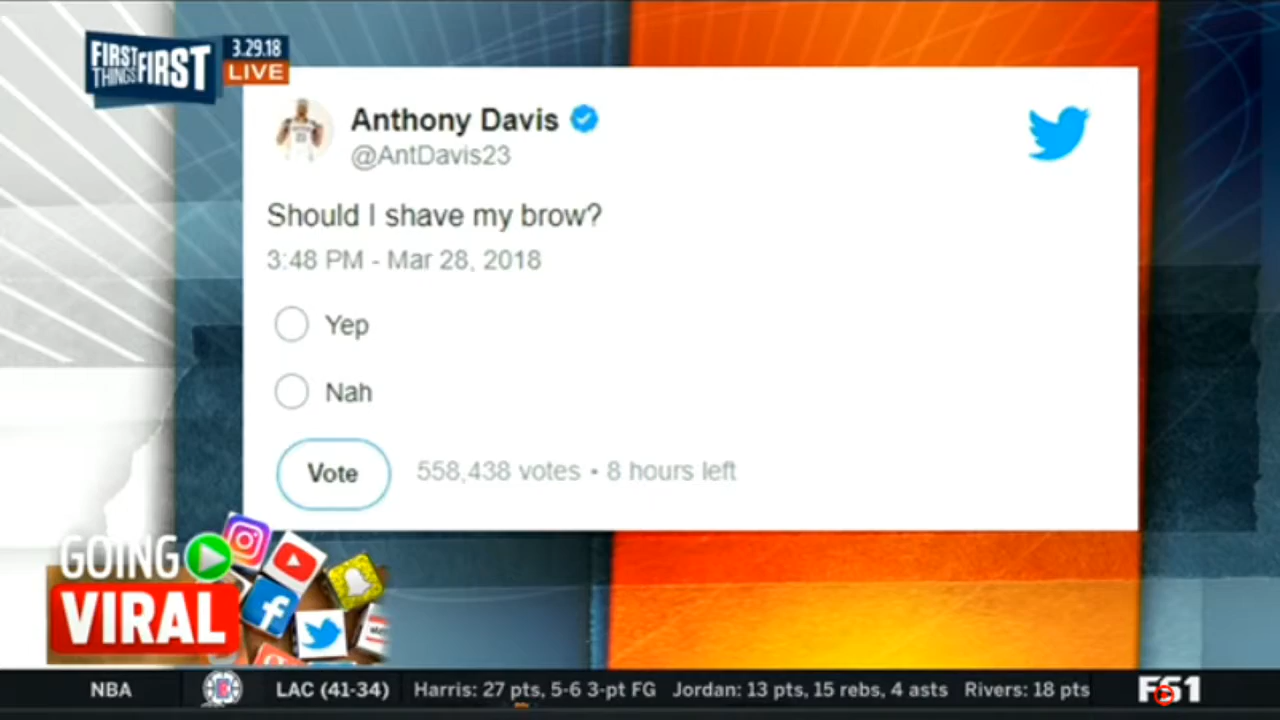 FIRST THINGS FIRST
3.29.18
LIVE
Anthony Davis
@AntDavis23
Should I shave my brow?
3:48 PM - Mar 28, 2018
Yep
Nah
Vote 558,438 votes • 8 hours left
GOING
VIRAL
NBA LAC (41-34) Harris: 27 pts, 5-6 3-pt FG Jordan: 13 pts, 15 rebs, 4 asts Rivers: 18 pts FS1